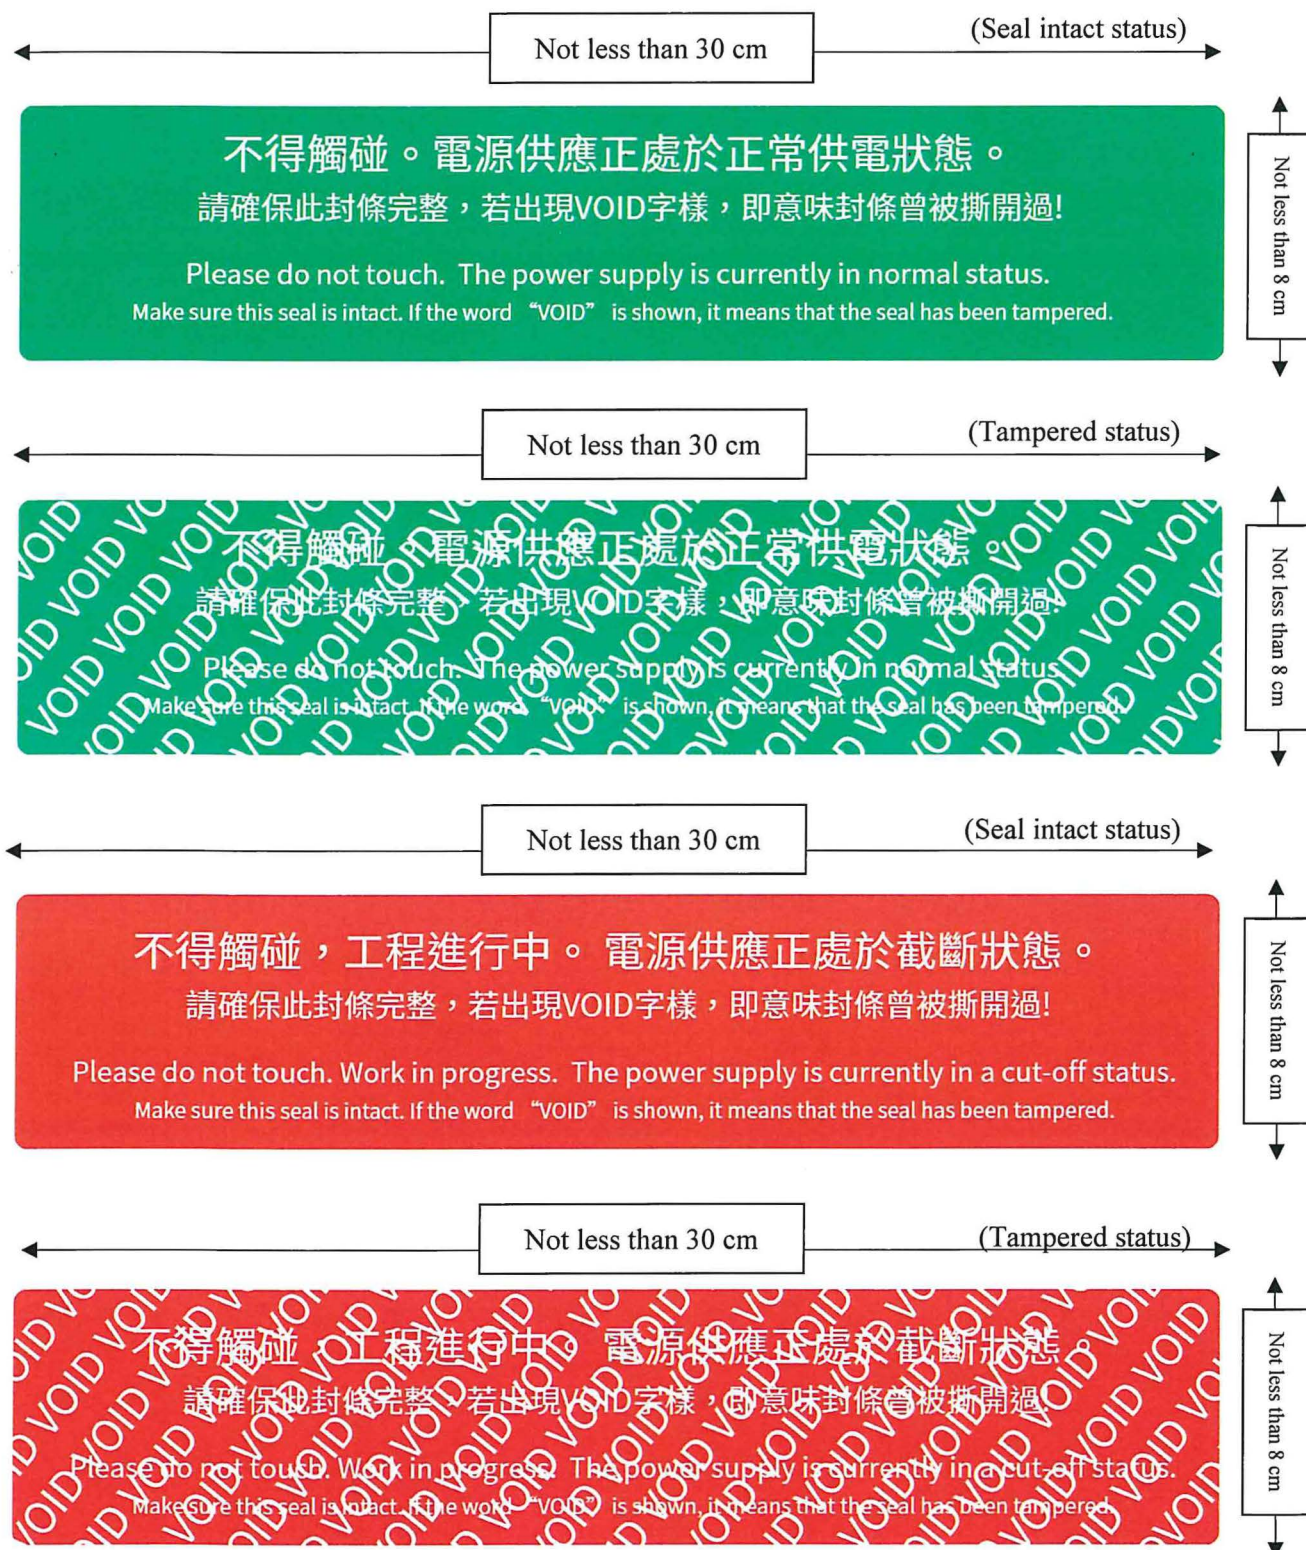 (Seal intact status)
Not less than 30 cm
不得觸碰。電源供應正處於正常供電狀態。
請確保此封條完整，若出現VOID字樣，即意味封條曾被撕開過!
Please do not touch. The power supply is currently in normal status.
Make sure this seal is intact. If the word “VOID” is shown, it means that the seal has been tampered.
Not less than 8 cm
(Tampered status)
Not less than 30 cm
不得觸碰。電源供應正處於正常供電狀態。
請確保此封條完整，若出現VOID字樣，即意味封條曾被撕開過!
Please do not touch. The power supply is currently in normal status.
Make sure this seal is intact. If the word “VOID” is shown, it means that the seal has been tampered.
VOID VOID VOID
Not less than 8 cm
(Seal intact status)
Not less than 30 cm
不得觸碰，工程進行中。 電源供應正處於截斷狀態。
請確保此封條完整，若出現VOID字樣，即意味封條曾被撕開過!
Please do not touch. Work in progress. The power supply is currently in a cut-off status.
Make sure this seal is intact. If the word “VOID” is shown, it means that the seal has been tampered.
Not less than 8 cm
(Tampered status)
Not less than 30 cm
不得觸碰，工程進行中。 電源供應正處於截斷狀態。
請確保此封條完整，若出現VOID字樣，即意味封條曾被撕開過!
Please do not touch. Work in progress. The power supply is currently in a cut-off status.
Make sure this seal is intact. If the word “VOID” is shown, it means that the seal has been tampered.
VOID VOID VOID
Not less than 8 cm